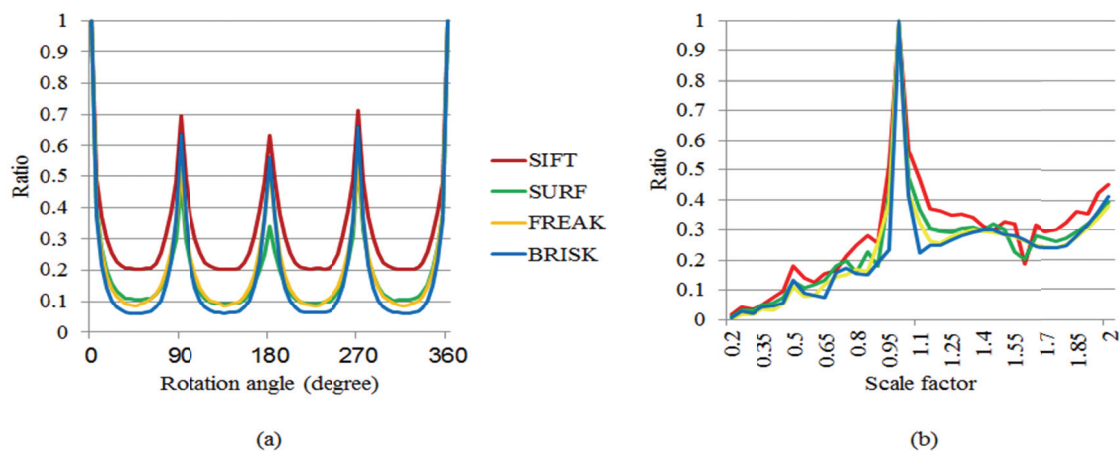 1
0.9
0.8
0.7
0.6
0.5
0.4
0.3
0.2
0.1
0
Ratio
0 90 180 270 360
Rotation angle (degree)
(a)
SIFT
SURF
FREAK
BRISK
1
0.9
0.8
0.7
0.6
0.5
0.4
0.3
0.2
0.1
0
Ratio
0.2 0.35 0.5 0.65 0.8 0.95 1.1 1.25 1.4 1.55 1.7 1.85 2
Scale factor
(b)